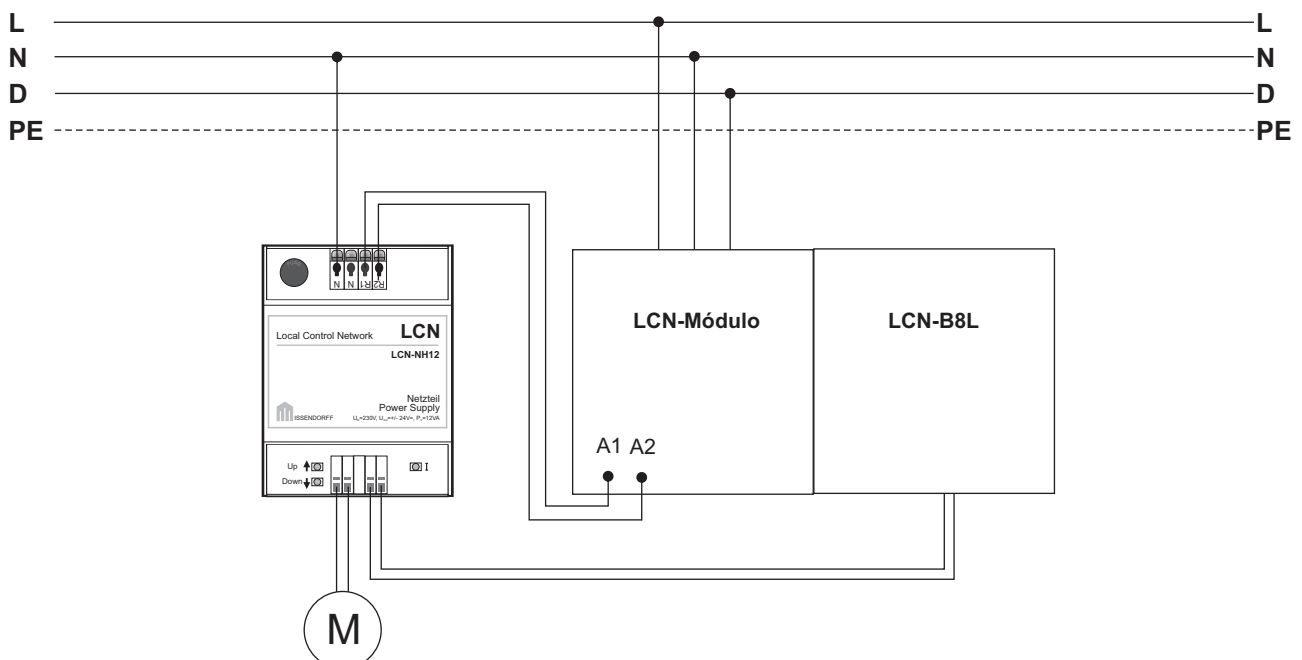 L L
N N
D D
PE PE
N N R1 R2
Local Control Network LCN
LCN-NH12
Netzteil
Power Supply
ISSENDORFF
Up
Down
I
M
LCN-Módulo
A1 A2
LCN-B8L